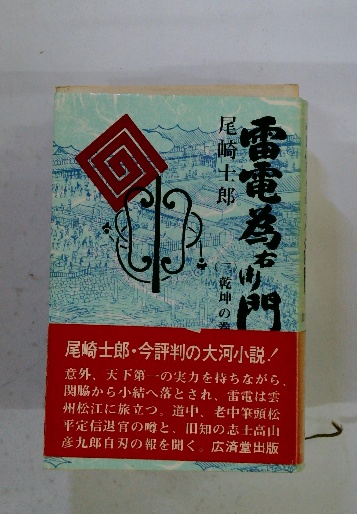 雷電為右衛門
尾崎士郎
(三)乾坤の巻
尾崎士郎・今評判の大河小説!
意外、天下第一の実力を持ちながら、
関脇から小結へ落とされ、雷電は雲
州松江に旅立つ。道中、老中筆頭松
平定信退官の噂と、旧知の志士高山
彦九郎自刃の報を聞く。広済堂出版